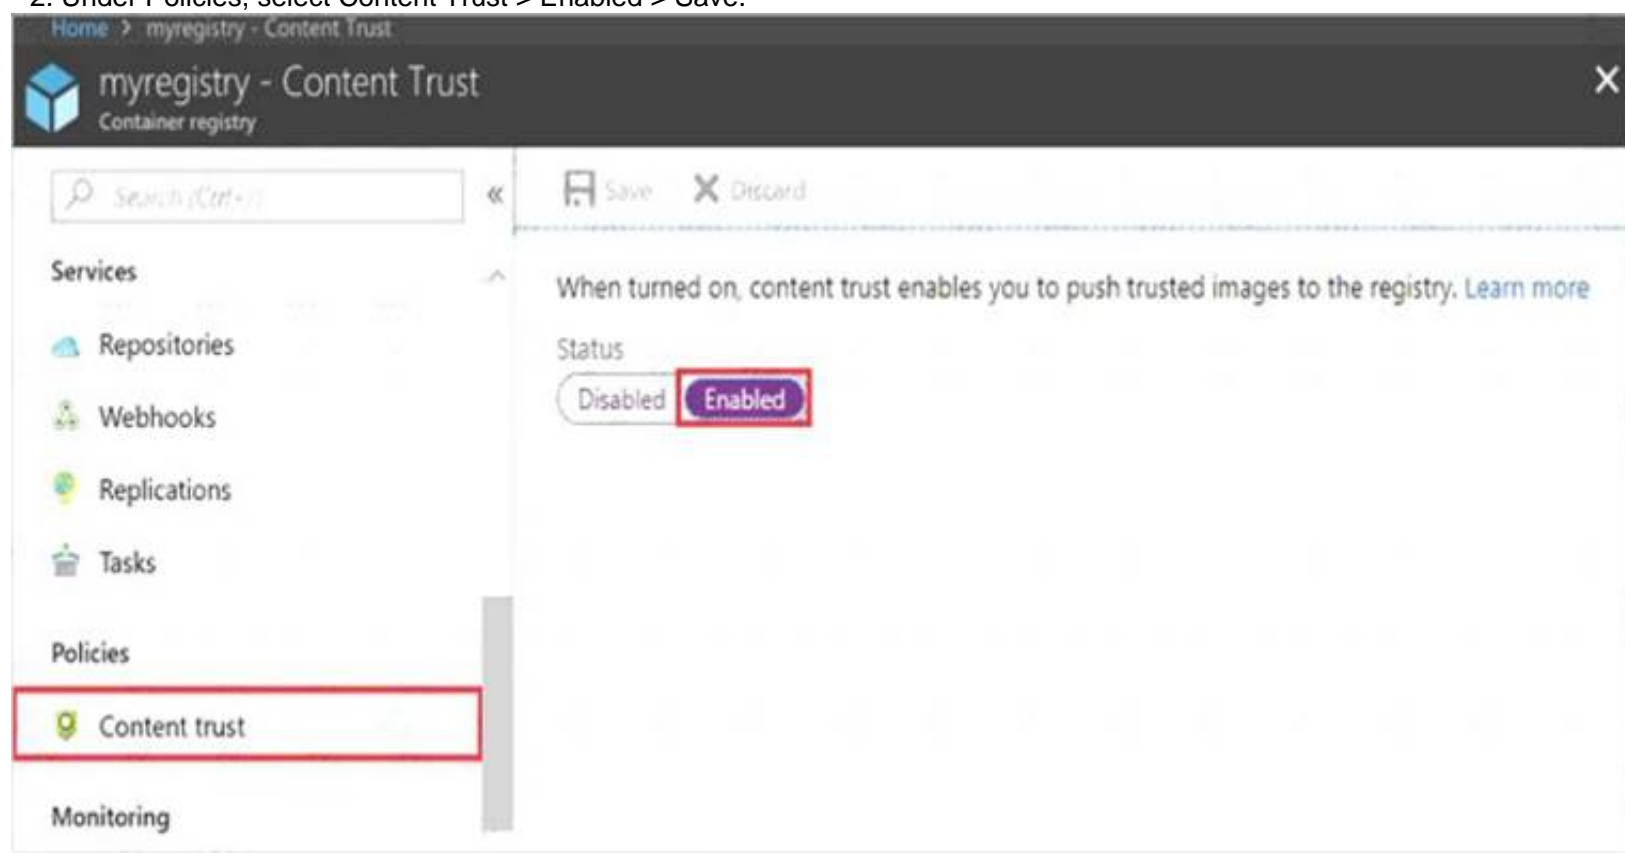 2. Under Policies, select Content Trust > Enabled > Save.
Home > myregistry - Content Trust
myregistry - Content Trust
Container registry
Search (Ctrl+/)
Save Discard
Services
When turned on, content trust enables you to push trusted images to the registry. Learn more
Repositories
Status
Disabled Enabled
Webhooks
Replications
Tasks
Policies
Content trust
Monitoring